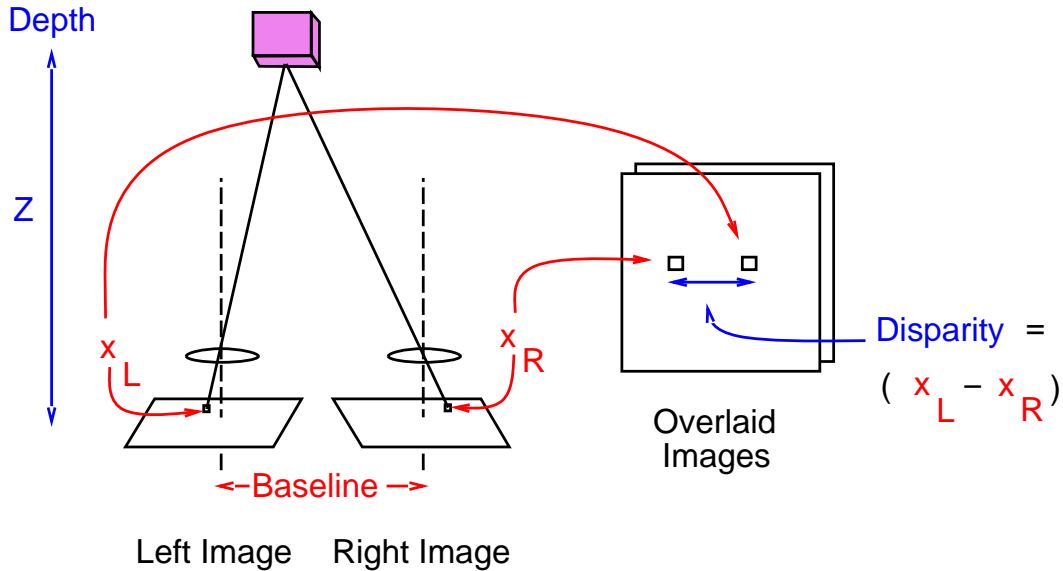 Depth
Z
x L
x R
Disparity =
( x L – x R )
Overlaid
Images
Baseline
Left Image
Right Image